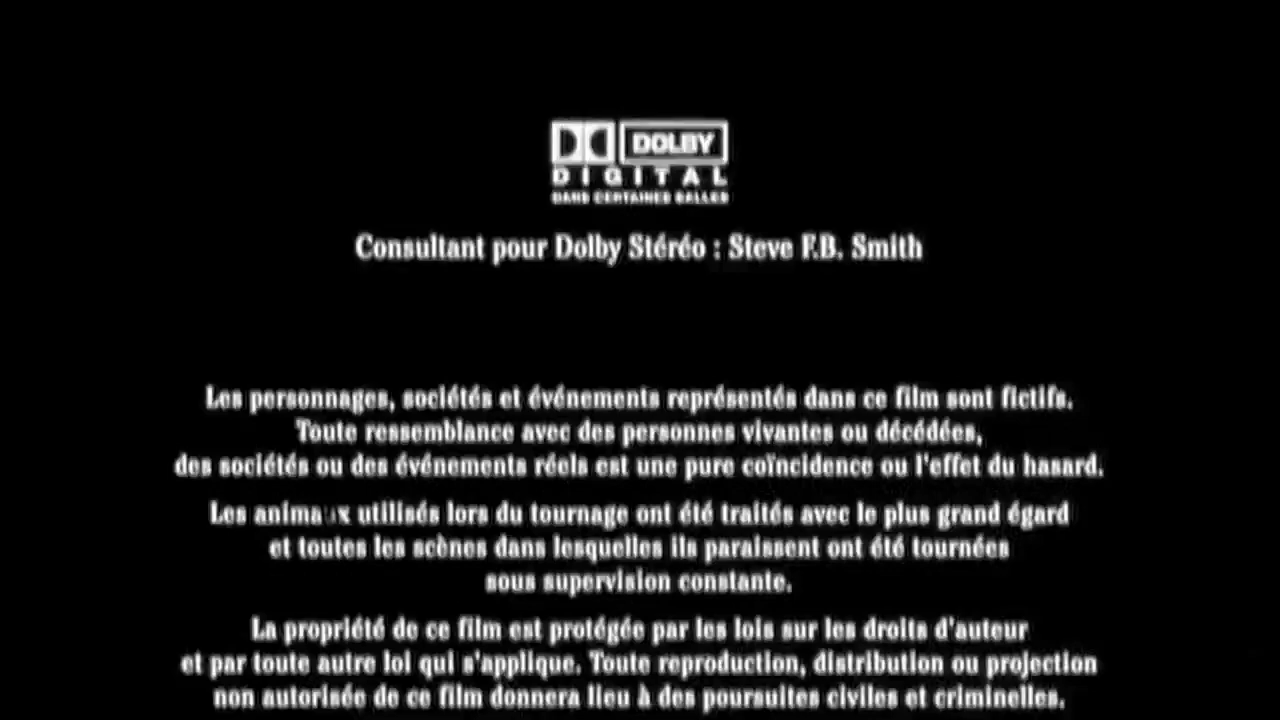 DOLBY
DIGITAL
DANS CERTAINES SALLES
Consultant pour Dolby Stéréo : Steve F.B. Smith
Les personnages, sociétés et événements représentés dans ce film sont fictifs.
Toute ressemblance avec des personnes vivantes ou décédées,
des sociétés ou des événements réels est une pure coïncidence ou l'effet du hasard.
Les animaux utilisés lors du tournage ont été traités avec le plus grand égard
et toutes les scènes dans lesquelles ils paraissent ont été tournées
sous supervision constante.
La propriété de ce film est protégée par les lois sur les droits d'auteur
et par toute autre loi qui s'applique. Toute reproduction, distribution ou projection
non autorisée de ce film donnera lieu à des poursuites civiles et criminelles.